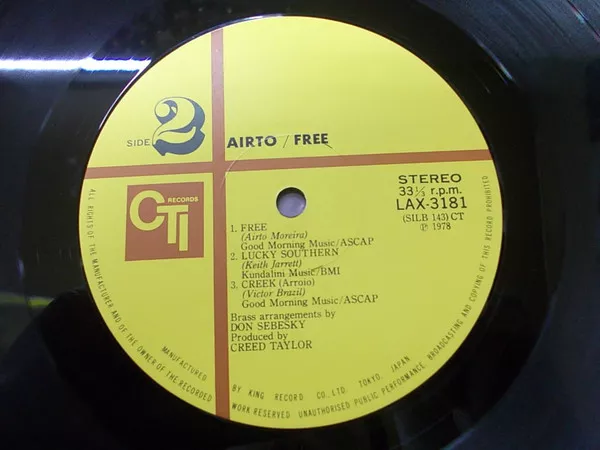 SIDE 2
AIRTO / FREE
CTI RECORDS
STEREO
33⅓ r.p.m.
LAX-3181
(SILB 143) CT
Ⓟ 1978
1. FREE
(Airto Moreira)
Good Morning Music/ASCAP
2. LUCKY SOUTHERN
(Keith Jarrett)
Kundalini Music/BMI
3. CREEK (Arroio)
(Victor Brazil)
Good Morning Music/ASCAP
Brass arrangements by
DON SEBESKY
Produced by
CREED TAYLOR
MANUFACTURED BY KING RECORD CO., LTD. TOKYO, JAPAN
ALL RIGHTS OF THE MANUFACTURER AND OF THE OWNER OF THE RECORDED WORK RESERVED UNAUTHORISED PUBLIC PERFORMANCE BROADCASTING AND COPYING OF THIS RECORD PROHIBITED